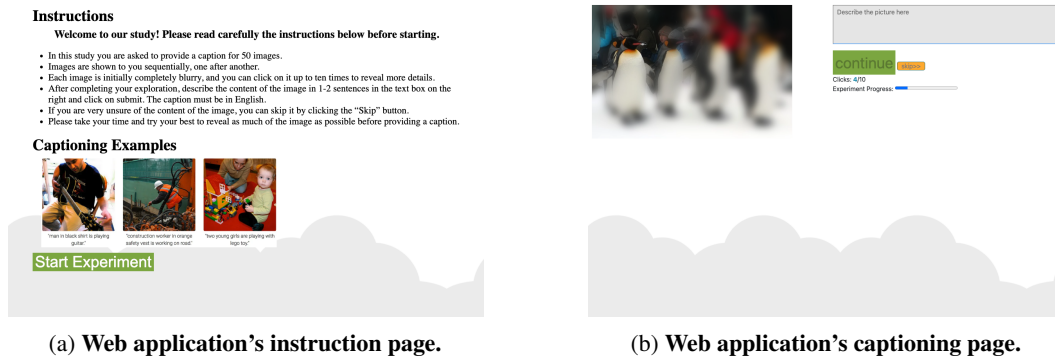 Instructions
Welcome to our study! Please read carefully the instructions below before starting.
• In this study you are asked to provide a caption for 50 images.
• Images are shown to you sequentially, one after another.
• Each image is initially completely blurry, and you can click on it up to ten times to reveal more details.
• After completing your exploration, describe the content of the image in 1-2 sentences in the text box on the
right and click on submit. The caption must be in English.
• If you are very unsure of the content of the image, you can skip it by clicking the “Skip” button.
• Please take your time and try your best to reveal as much of the image as possible before providing a caption.
Captioning Examples
"man in black shirt is playing
guitar."
"construction worker in orange
safety vest is working on road."
"two young girls are playing with
lego toy."
Start Experiment
(a) Web application's instruction page.
Describe the picture here
continue
skip>>
Clicks: 4/10
Experiment Progress:
(b) Web application's captioning page.